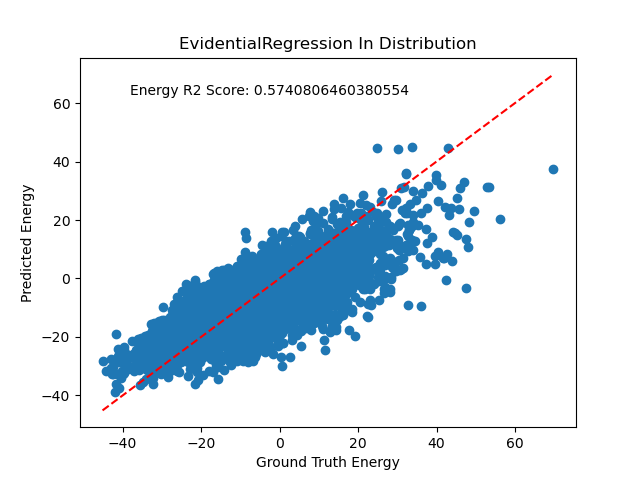 EvidentialRegression In Distribution
Energy R2 Score: 0.5740806460380554
Predicted Energy
60
40
20
0
−20
−40
−40 −20 0 20 40 60
Ground Truth Energy